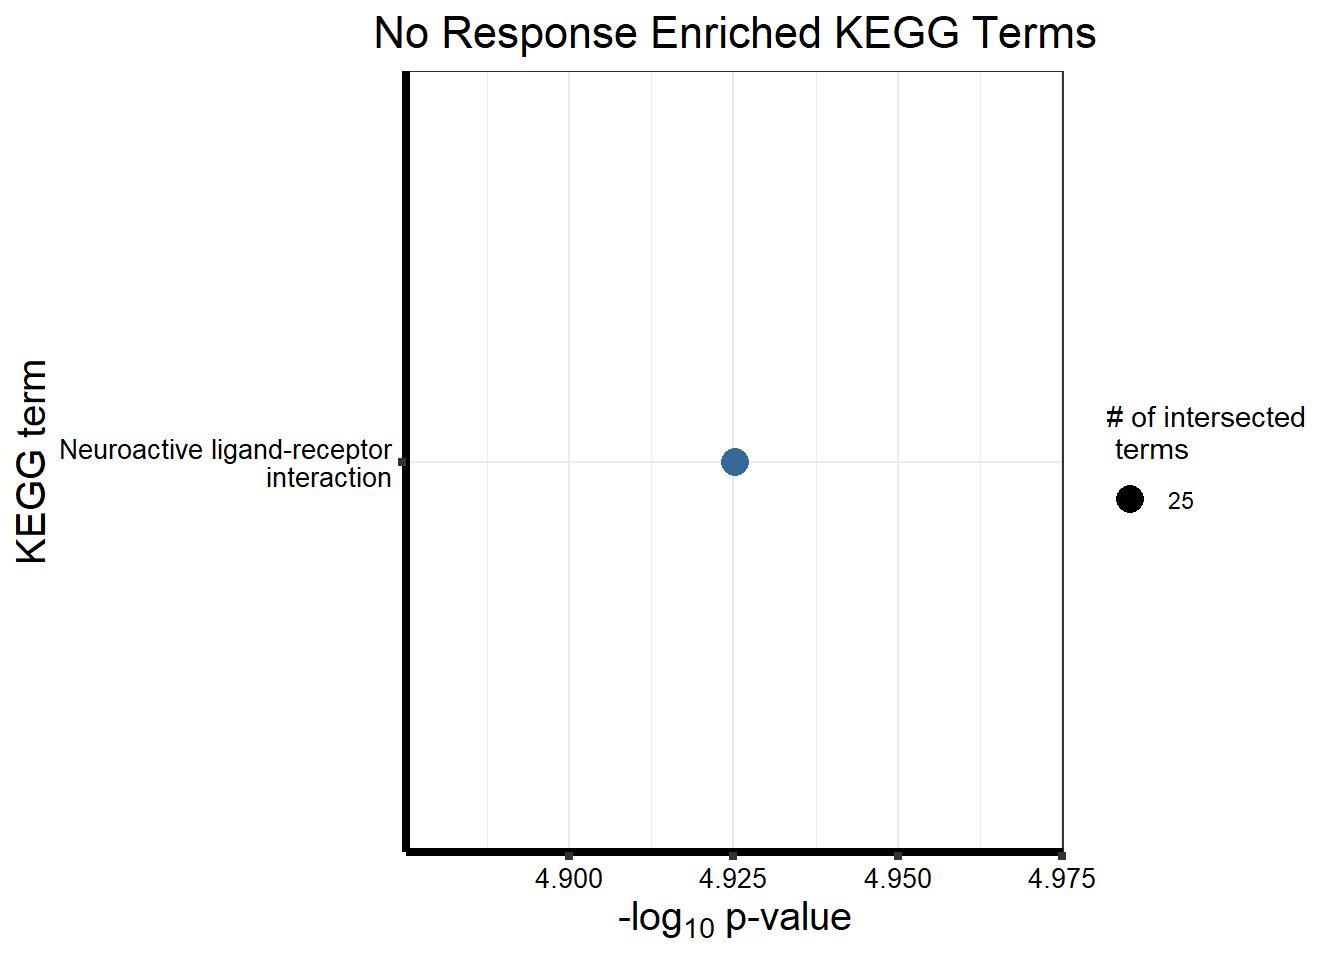 No Response Enriched KEGG Terms
KEGG term
Neuroactive ligand-receptor
interaction
4.900
4.925
4.950
4.975
-log10 p-value
# of intersected
terms
25